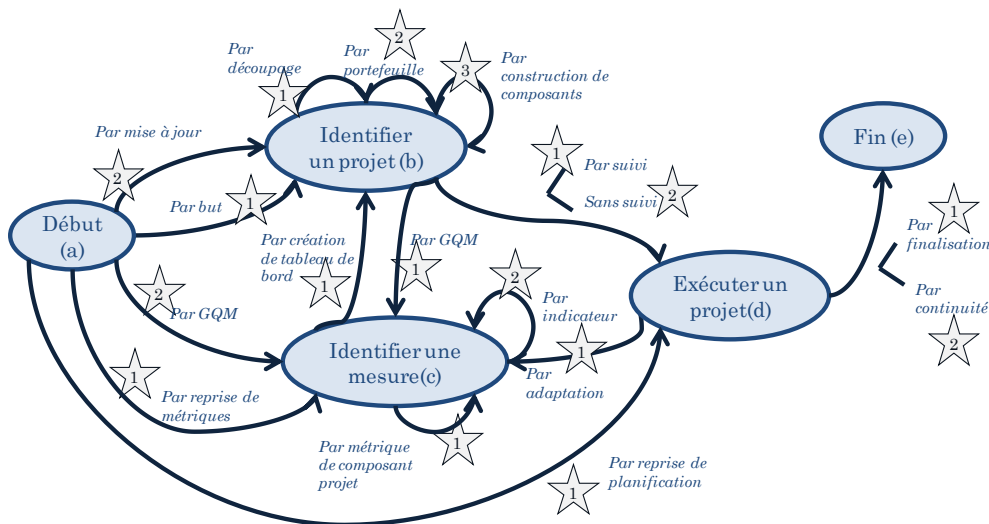 2
Par
découpage
1
Par
portefeuille
3
Par
construction de
composants
Identifier
un projet (b)
Par mise à jour
2
Par but
1
Début
(a)
1
Par suivi
Sans suivi
2
Fin (e)
1
Par
finalisation
Par
continuité
2
Par création
de tableau de
bord
1
Par GQM
1
2
Par GQM
2
Par
indicateur
Exécuter un
projet(d)
1
Par
adaptation
Identifier une
mesure(c)
1
Par reprise de
métriques
Par métrique
de composant
projet
1
Par reprise de
planification
1